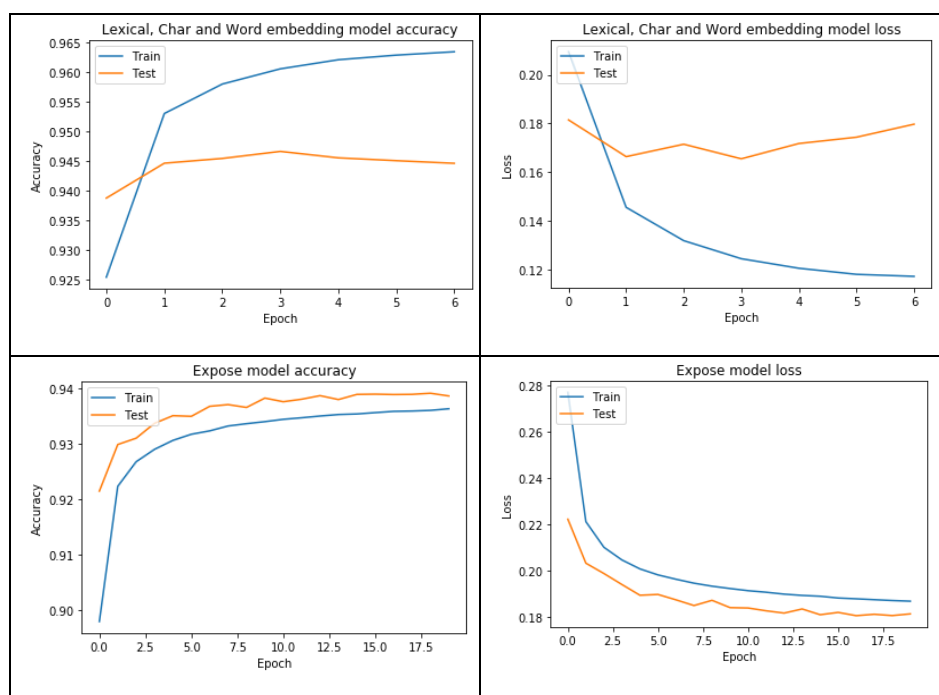 Lexical, Char and Word embedding model accuracy
0.965
0.960
0.955
0.950
0.945
0.940
0.935
0.930
0.925
Accuracy
Train
Test
0 1 2 3 4 5 6
Epoch
Lexical, Char and Word embedding model loss
0.20
0.18
0.16
0.14
0.12
Loss
Train
Test
0 1 2 3 4 5 6
Epoch
Expose model accuracy
0.94
0.93
0.92
0.91
0.90
Accuracy
Train
Test
0.0 2.5 5.0 7.5 10.0 12.5 15.0 17.5
Epoch
Expose model loss
0.28
0.26
0.24
0.22
0.20
0.18
Loss
Train
Test
0.0 2.5 5.0 7.5 10.0 12.5 15.0 17.5
Epoch